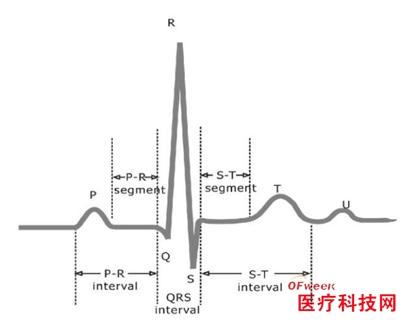 R
P-R
segment
S-T
segment
P
T
U
Q
S
P-R
interval
QRS
interval
S-T
interval
OFweek
医疗科技网